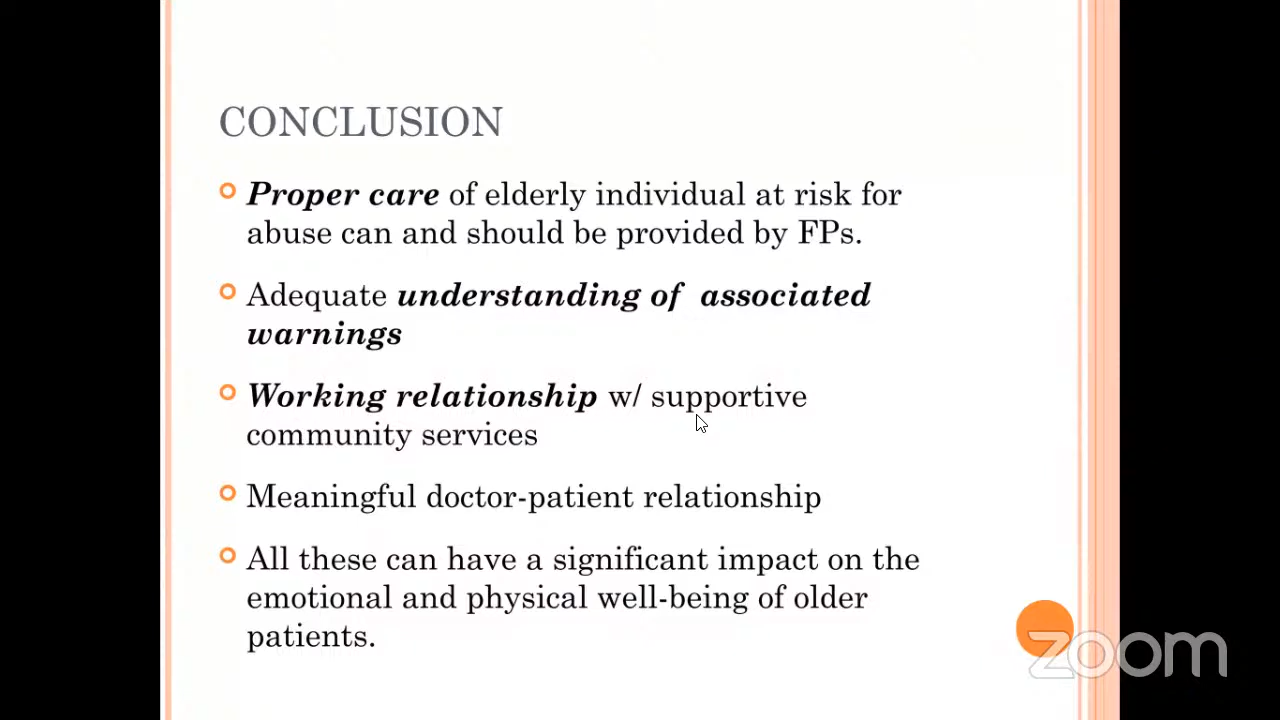 CONCLUSION
Proper care of elderly individual at risk for
abuse can and should be provided by FPs.
Adequate understanding of associated
warnings
Working relationship w/ supportive
community services
Meaningful doctor-patient relationship
All these can have a significant impact on the
emotional and physical well-being of older
patients.
zoom